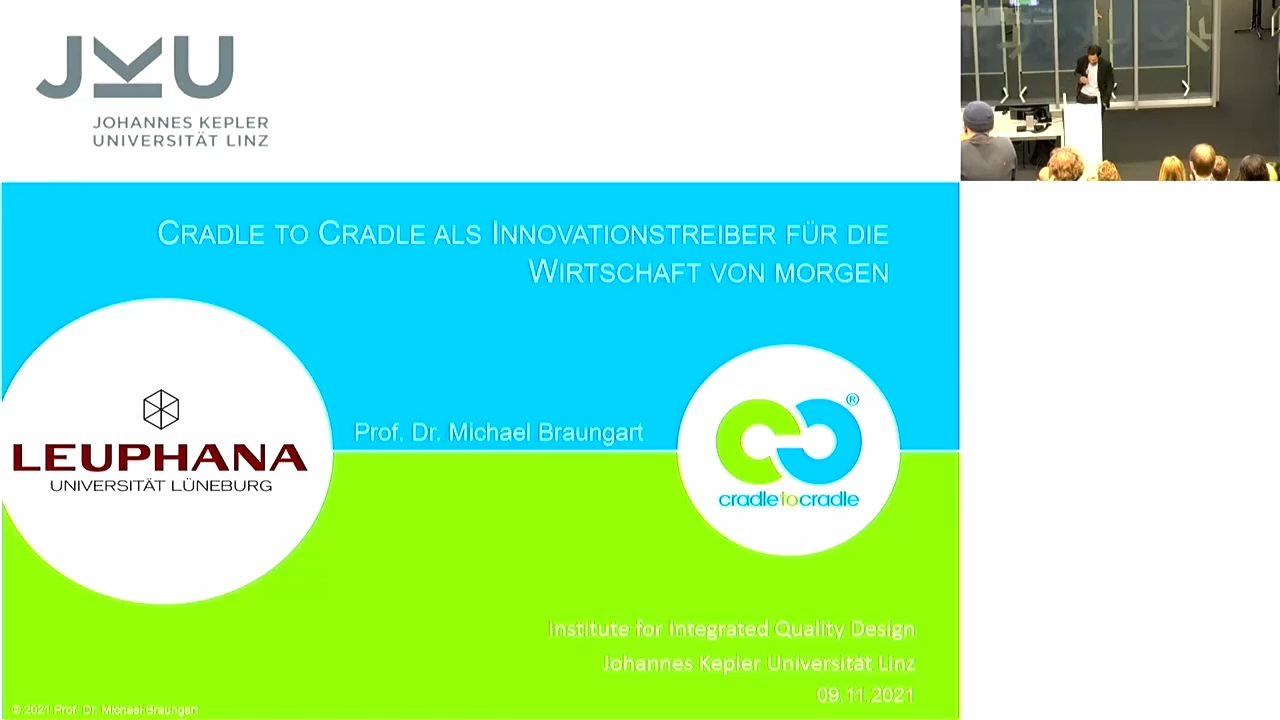 JKU
JOHANNES KEPLER
UNIVERSITÄT LINZ
CRADLE TO CRADLE ALS INNOVATIONSTREIBER FÜR DIE
WIRTSCHAFT VON MORGEN
LEUPHANA
UNIVERSITÄT LÜNEBURG
Prof. Dr. Michael Braungart
®
cradletocradle
Institute for Integrated Quality Design
Johannes Kepler Universität Linz
09.11.2021
© 2021 Prof. Dr. Michael Braungart